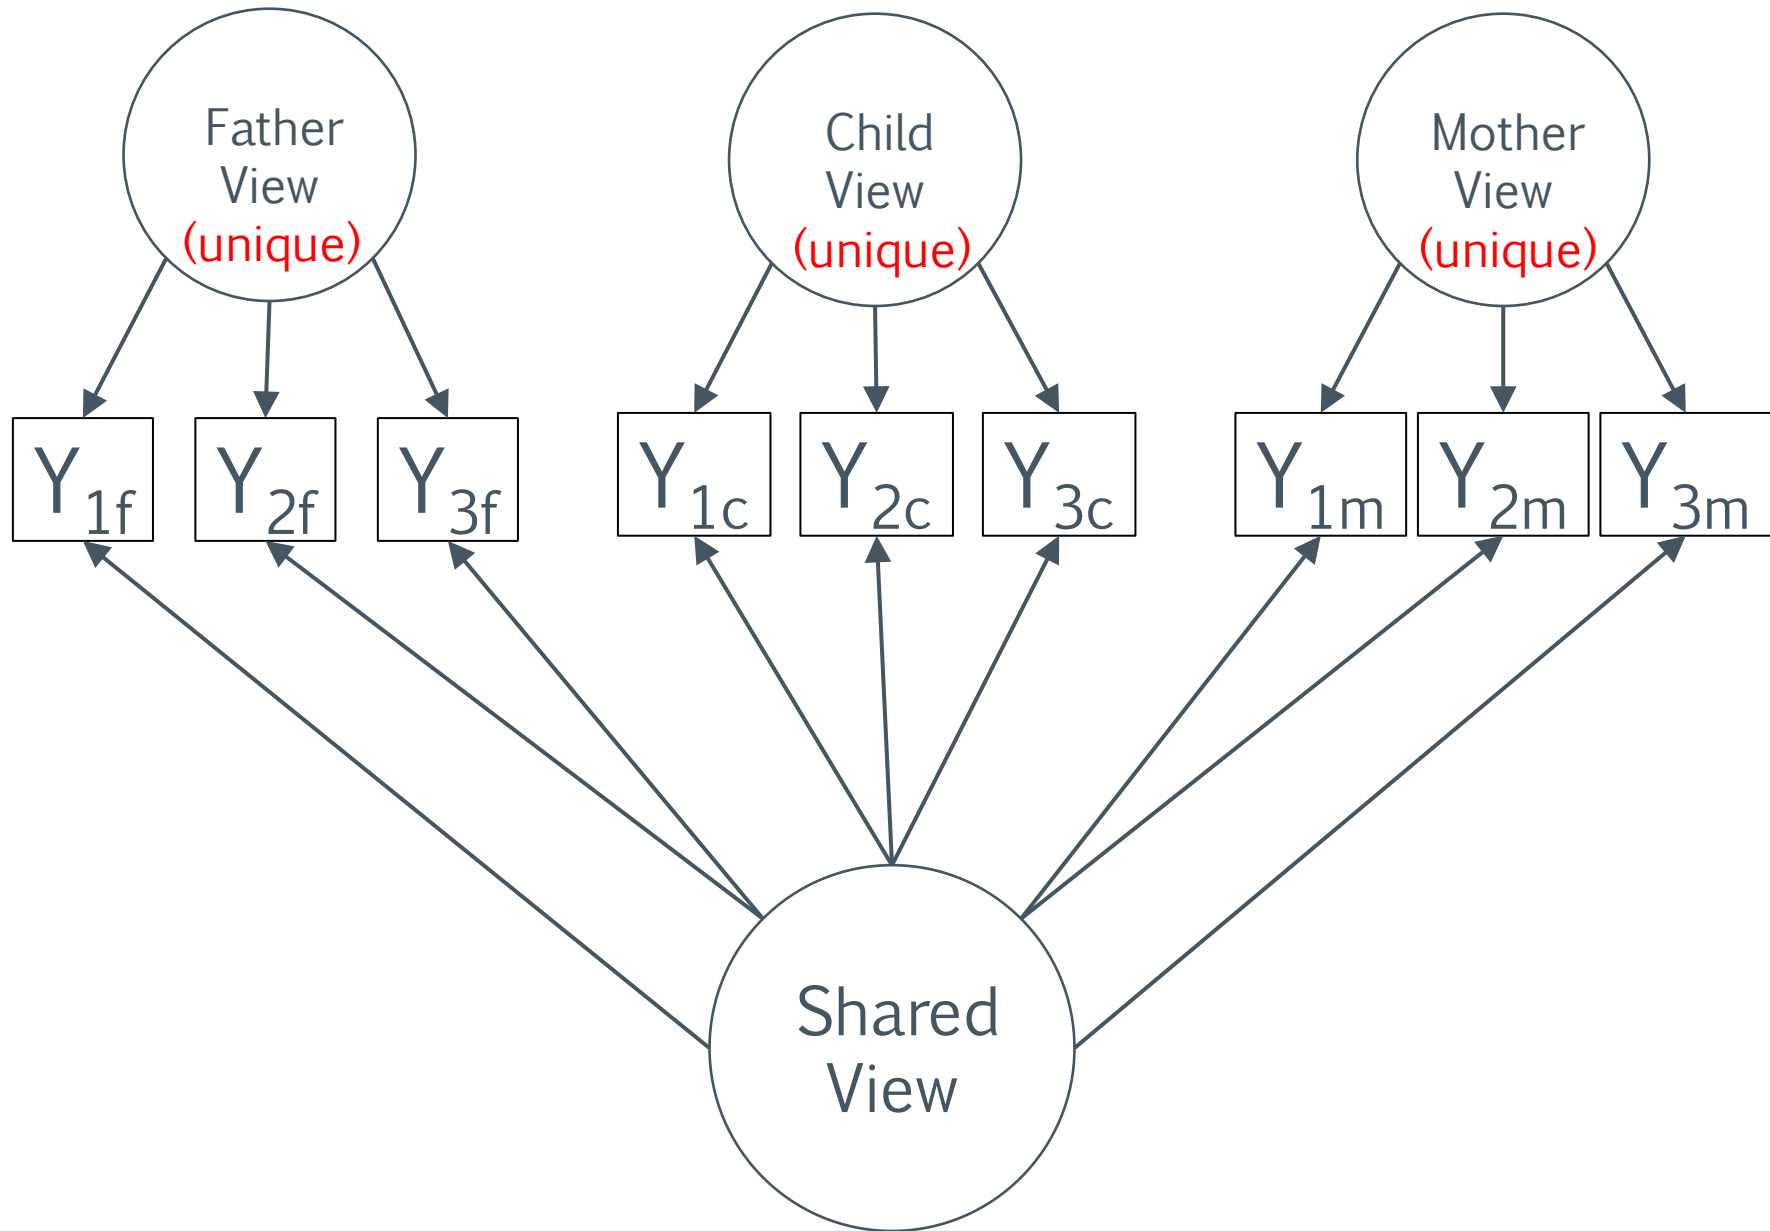 Father
View
(unique)
Child
View
(unique)
Mother
View
(unique)
Y1f
Y2f
Y3f
Y1c
Y2c
Y3c
Y1m
Y2m
Y3m
Shared
View